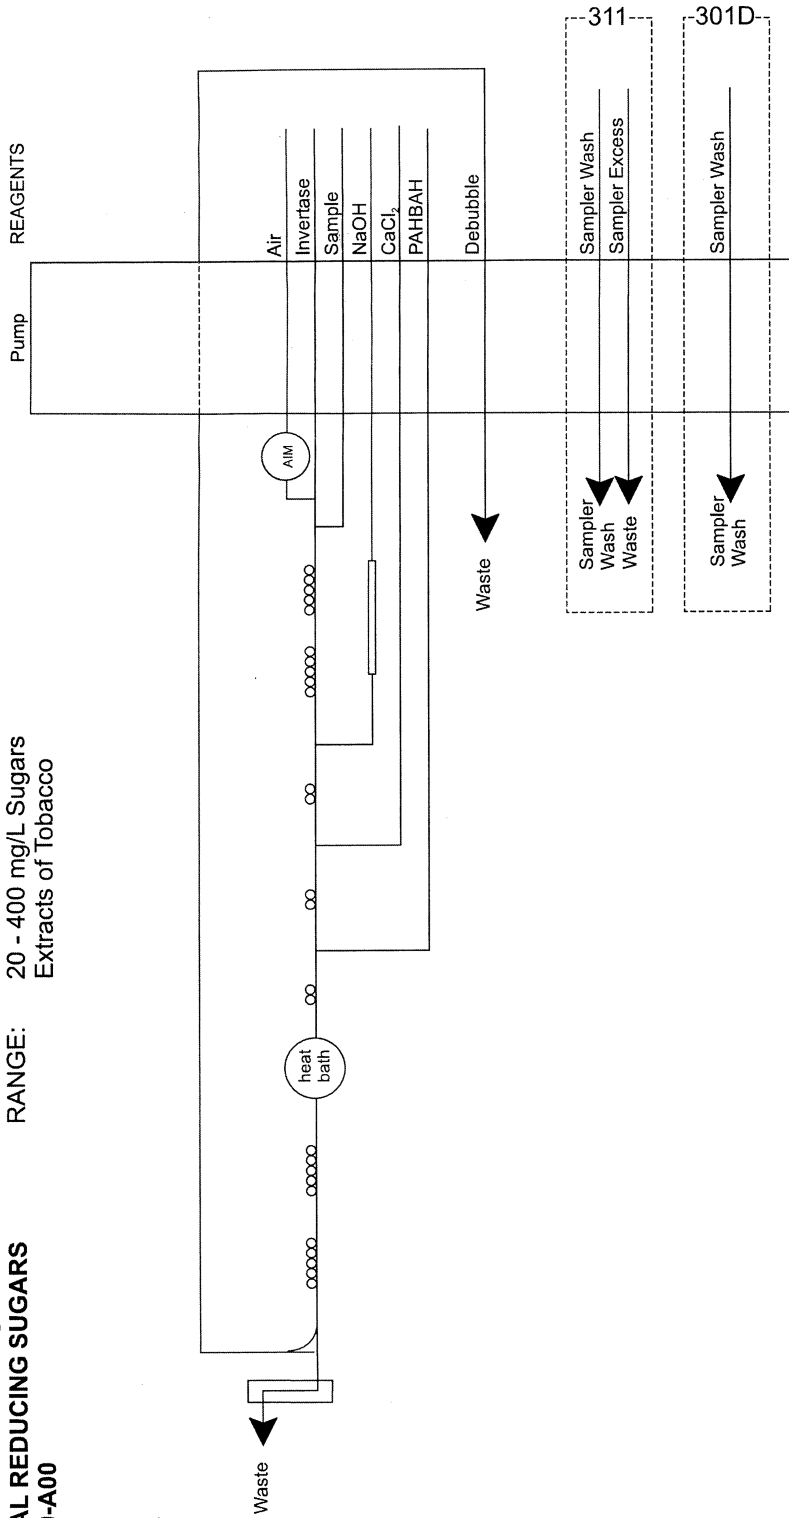 AL REDUCING SUGARS
-A00
RANGE:
20 - 400 mg/L Sugars
Extracts of Tobacco
Pump
REAGENTS
Air
Invertase
Sample
NaOH
CaCl₂
PAHBAH
Debubble
AIM
heat
bath
Waste
Waste
311
Sampler Wash
Sampler Excess
Sampler
Wash
Waste
301D
Sampler Wash
Sampler
Wash